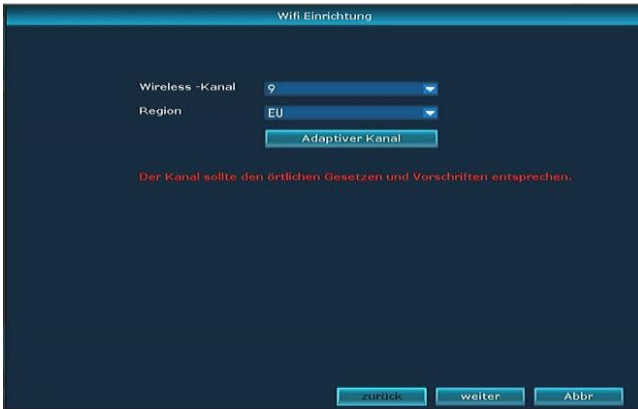 Wifi Einrichtung
Wireless -Kanal 9
Region EU
Adaptiver Kanal
Der Kanal sollte den örtlichen Gesetzen und Vorschriften entsprechen.
zurück weiter Abbr